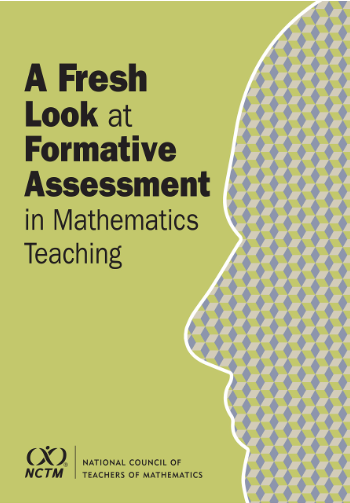 A Fresh
Look at
Formative
Assessment
in Mathematics
Teaching
NCTM®
NATIONAL COUNCIL OF
TEACHERS OF MATHEMATICS